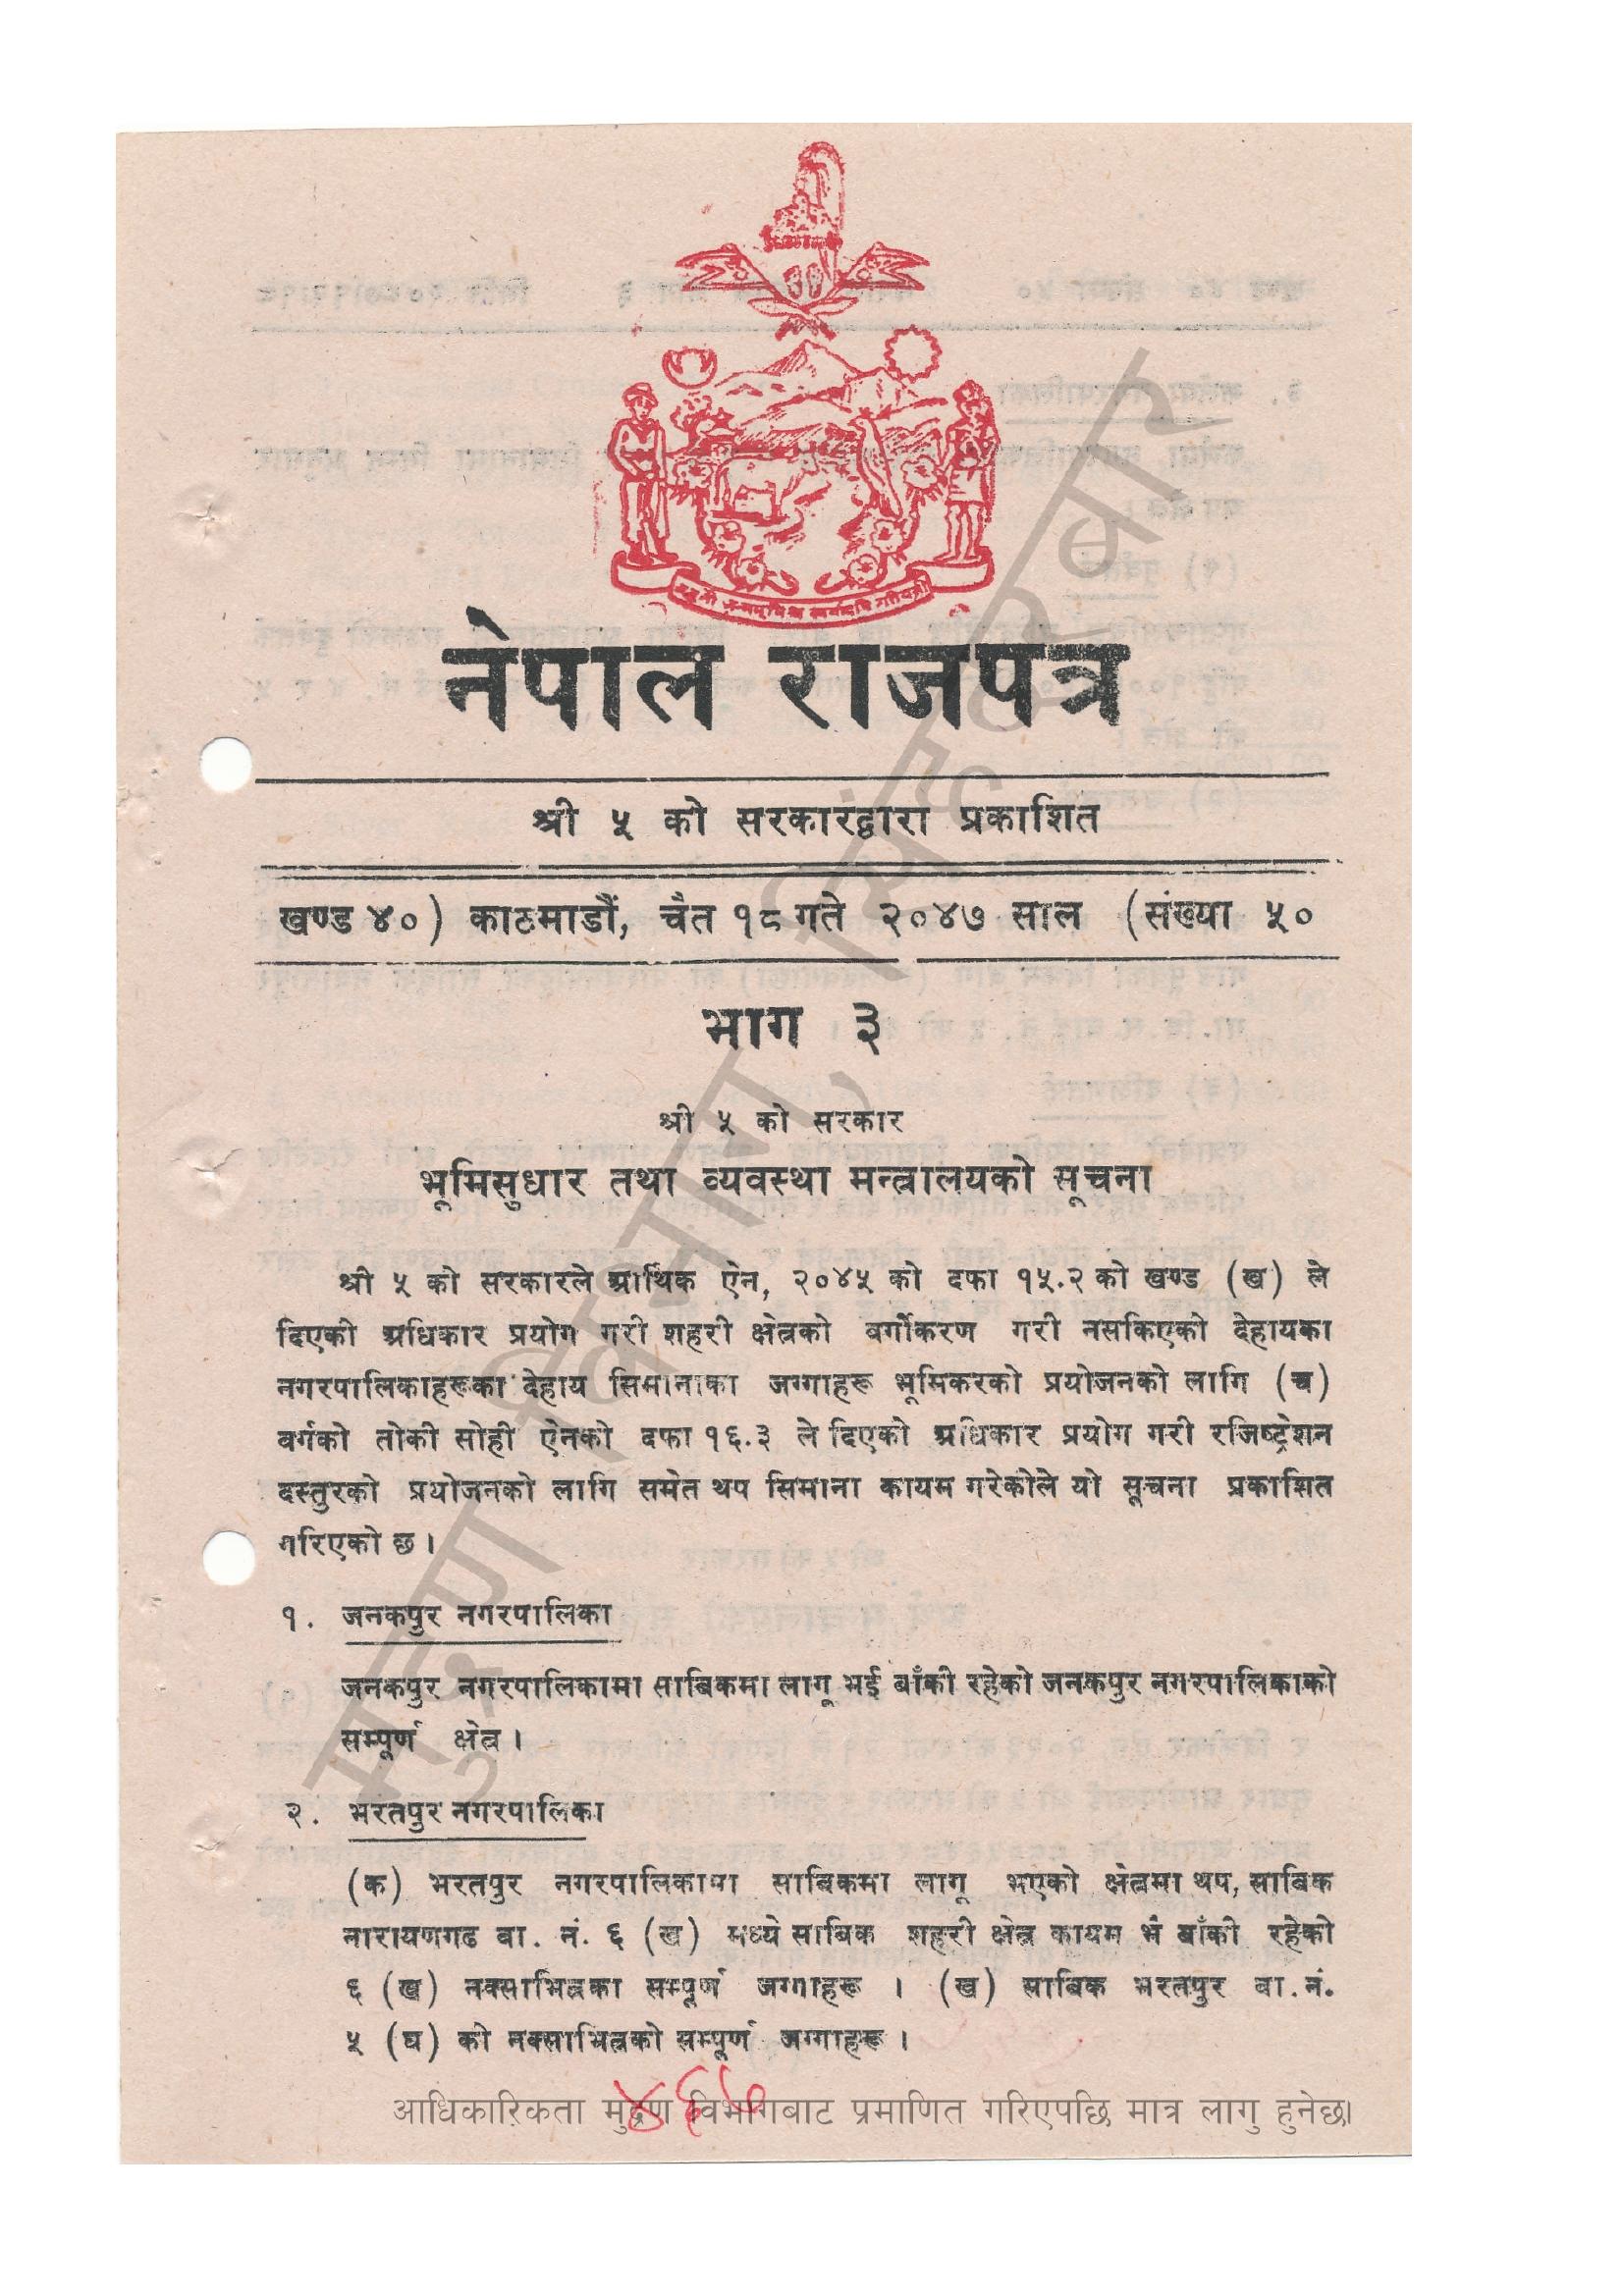 नेपाल राजपत्र
श्री ५ को सरकारद्वारा प्रकाशित
खण्ड ४०) काठमाडौं, चैत १८ गते २०४७ साल (संख्या ५०
भाग ३
श्री ५ को सरकार
भूमिसुधार तथा व्यवस्था मन्त्रालयको सूचना
श्री ५ को सरकारले आर्थिक ऐन, २०४५ को दफा १५.२ को खण्ड (ख) ले
दिएको अधिकार प्रयोग गरी शहरी क्षेत्रको वर्गीकरण गरी नसकिएको देहायका
नगरपालिकाहरूका देहाय सिमानाका जग्गाहरू भूमिकरको प्रयोजनको लागि (च)
वर्गको तोकी सोही ऐनको दफा १६.३ ले दिएको अधिकार प्रयोग गरी रजिष्ट्रेशन
दस्तुरको प्रयोजनको लागि समेत थप सिमाना कायम गरेकोले यो सूचना प्रकाशित
गरिएको छ ।
१. जनकपुर नगरपालिका
जनकपुर नगरपालिकामा साबिकमा लागू भई बाँकी रहेको जनकपुर नगरपालिकाको
सम्पूर्ण क्षेत्र ।
२. भरतपुर नगरपालिका
(क) भरतपुर नगरपालिकामा साबिकमा लागू भएको क्षेत्रमा थप, साबिक
नारायणगढ वा. नं. ६ (ख) मध्ये साबिक शहरी क्षेत्र कायम भै बाँकी रहेको
६ (ख) नक्साभित्रका सम्पूर्ण जग्गाहरू । (ख) साबिक भरतपुर वा.नं.
५ (घ) को नक्साभित्रको सम्पूर्ण जग्गाहरू ।
मुद्रण विभाग, सिंहदरबार
आधिकारिकता मुद्रण विभागबाट प्रमाणित गरिएपछि मात्र लागु हुनेछ।